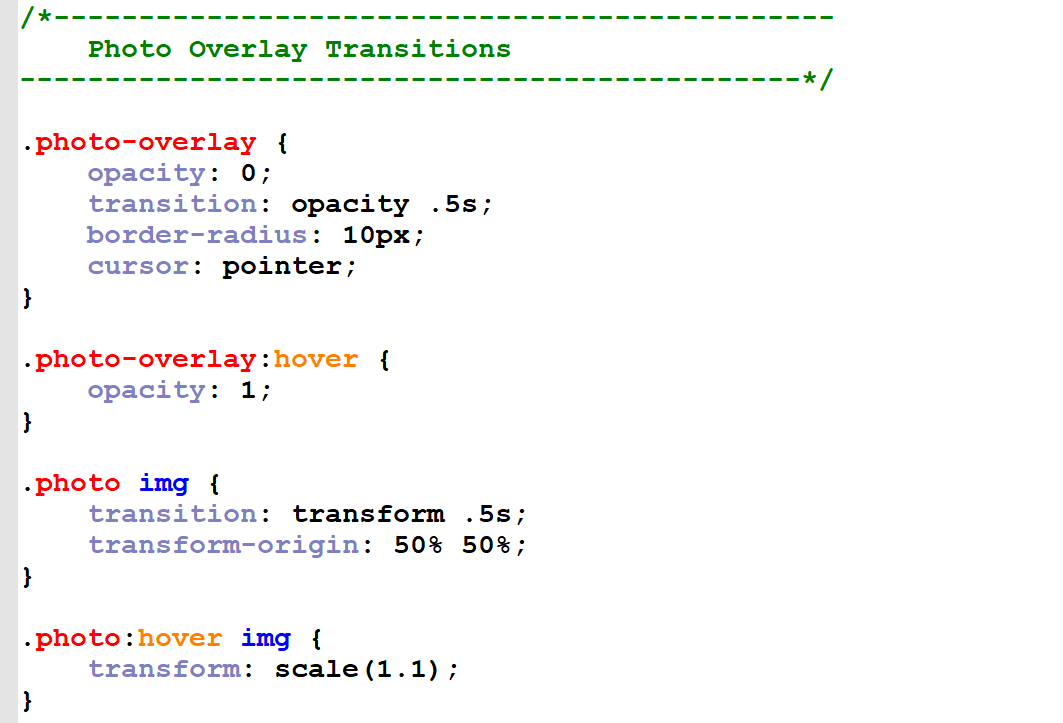 /*----------------------------------------------
    Photo Overlay Transitions
----------------------------------------------*/

.photo-overlay {
    opacity: 0;
    transition: opacity .5s;
    border-radius: 10px;
    cursor: pointer;
}

.photo-overlay:hover {
    opacity: 1;
}

.photo img {
    transition: transform .5s;
    transform-origin: 50% 50%;
}

.photo:hover img {
    transform: scale(1.1);
}